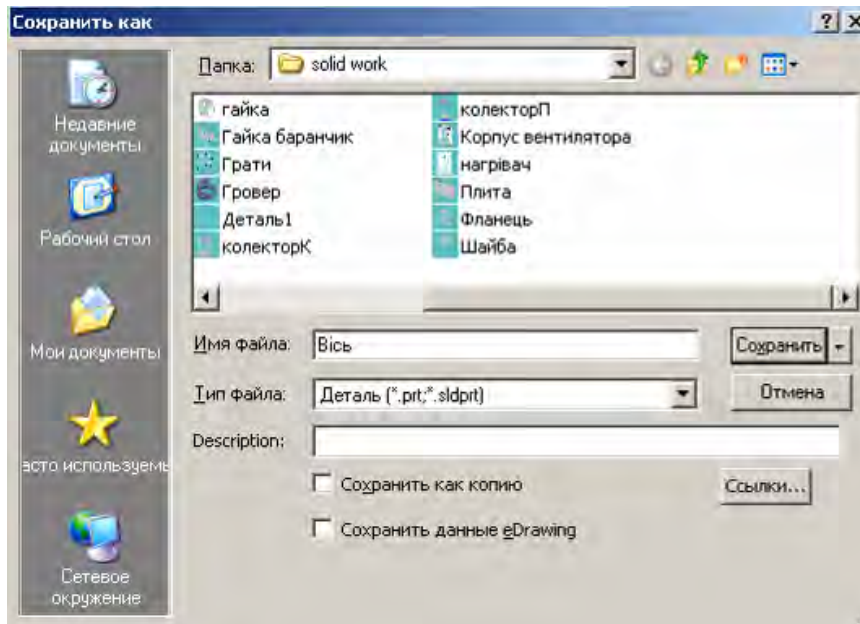 Сохранить как
Папка: solid work
Недавние документы
Рабочий стол
Мои документы
асто используемы
Сетевое окружение
гайка
Гайка баранчик
Грати
Гровер
Деталь1
колекторК
колекторП
Корпус вентилятора
нагрівач
Плита
Фланець
Шайба
Имя файла: Вісь
Сохранить
Тип файла: Деталь (*.prt;*.sldprt)
Отмена
Description:
Сохранить как копию
Ссылки...
Сохранить данные eDrawing